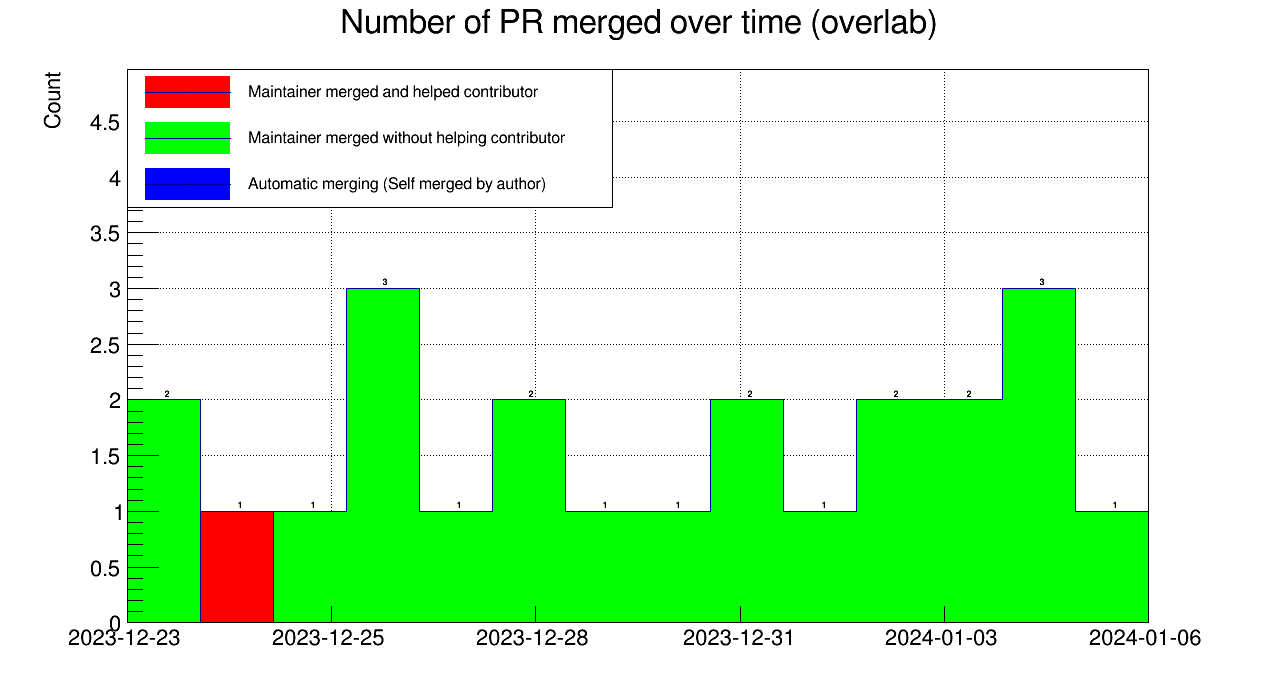 Number of PR merged over time (overlab)
Count
Maintainer merged and helped contributor
Maintainer merged without helping contributor
Automatic merging (Self merged by author)
4.5
4
3.5
3
2.5
2
1.5
1
0.5
0
2 1 1 3 1 2 1 1 2 1 2 2 3 1
2023-12-23 2023-12-25 2023-12-28 2023-12-31 2024-01-03 2024-01-06